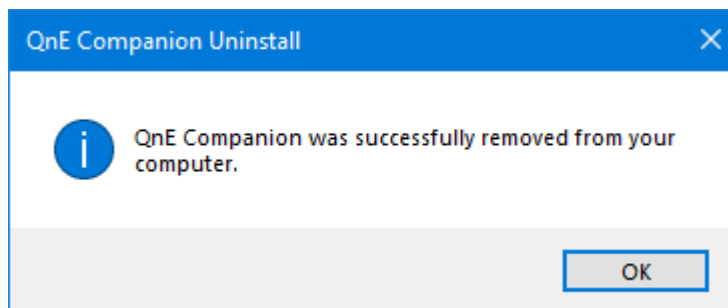 QnE Companion Uninstall
QnE Companion was successfully removed from your
computer.
OK